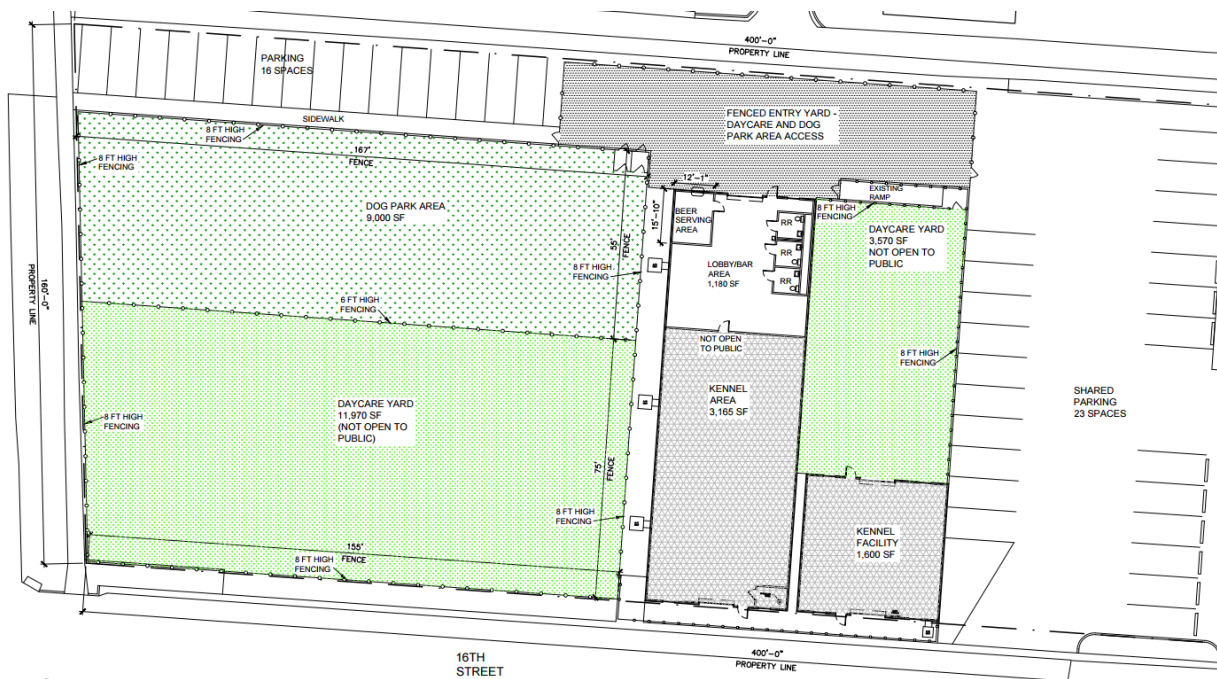 400'-0"
PROPERTY LINE
PARKING
16 SPACES
FENCED ENTRY YARD -
DAYCARE AND DOG
PARK AREA ACCESS
SIDEWALK
8 FT HIGH
FENCING
167'
FENCE
8 FT HIGH
FENCING
12'-1"
EXISTING
RAMP
DOG PARK AREA
9,000 SF
BEER
SERVING
AREA
15'-10"
RR
8 FT HIGH
FENCING
DAYCARE YARD
3,570 SF
NOT OPEN TO
PUBLIC
55'
FENCE
RR
LOBBY/BAR
AREA
1,180 SF
8 FT HIGH
FENCING
RR
PROPERTY LINE
160'-0"
6 FT HIGH
FENCING
NOT OPEN
TO PUBLIC
8 FT HIGH
FENCING
KENNEL
AREA
3,165 SF
SHARED
PARKING
23 SPACES
DAYCARE YARD
11,970 SF
(NOT OPEN TO
PUBLIC)
8 FT HIGH
FENCING
75'
FENCE
8 FT HIGH
FENCING
KENNEL
FACILITY
1,600 SF
155'
FENCE
8 FT HIGH
FENCING
16TH
STREET
400'-0"
PROPERTY LINE